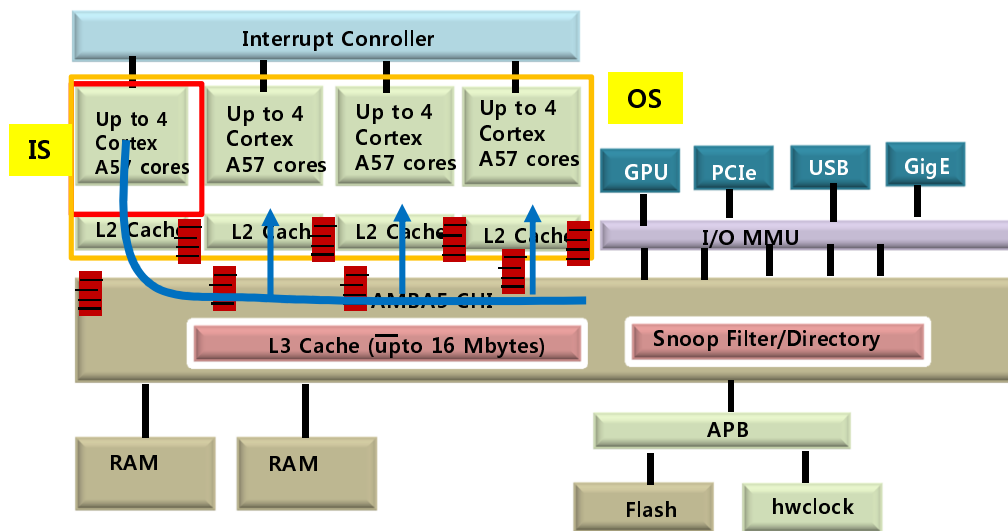 Interrupt Conroller
OS
IS
Up to 4
Cortex
A57 cores
Up to 4
Cortex
A57 cores
Up to 4
Cortex
A57 cores
Up to 4
Cortex
A57 cores
GPU
PCIe
USB
GigE
L2 Cache
L2 Cache
L2 Cache
L2 Cache
I/O MMU
AMBA5 CHI
L3 Cache (upto 16 Mbytes)
Snoop Filter/Directory
RAM
RAM
APB
Flash
hwclock